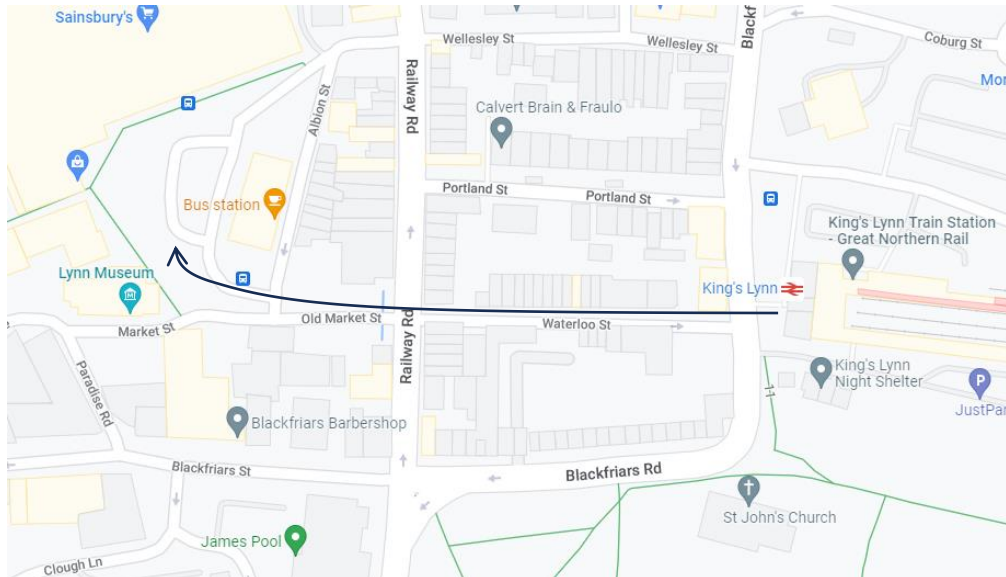 Sainsbury's
Wellesley St
Wellesley St
Blackf
Coburg St
Mor
Railway Rd
Albion St
Calvert Brain & Fraulo
Portland St
Portland St
Bus station
King's Lynn Train Station
- Great Northern Rail
Lynn Museum
King's Lynn
Market St
Old Market St
Waterloo St
Railway Rd
Paradise Rd
King's Lynn
Night Shelter
11
P
JustPar
Blackfriars Barbershop
Blackfriars St
Blackfriars Rd
St John's Church
James Pool
Clough Ln